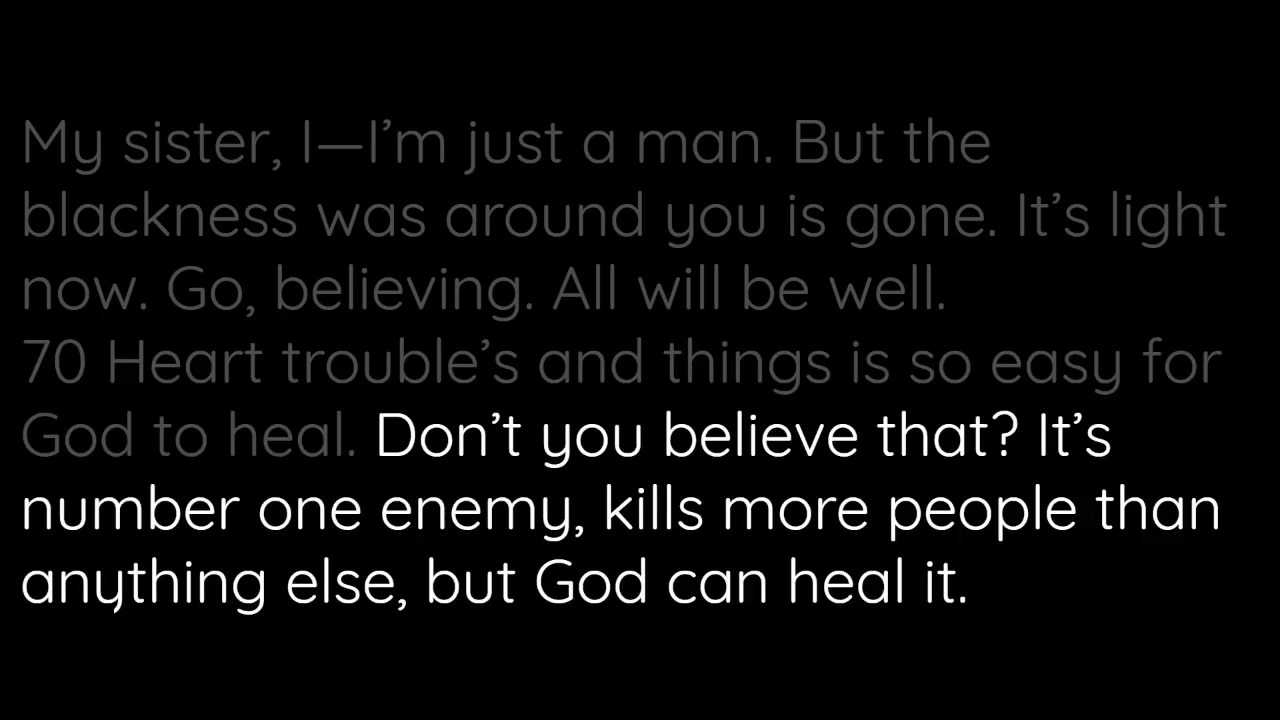 My sister, I—I’m just a man. But the
blackness was around you is gone. It’s light
now. Go, believing. All will be well.
70 Heart trouble’s and things is so easy for
God to heal. Don’t you believe that? It’s
number one enemy, kills more people than
anything else, but God can heal it.